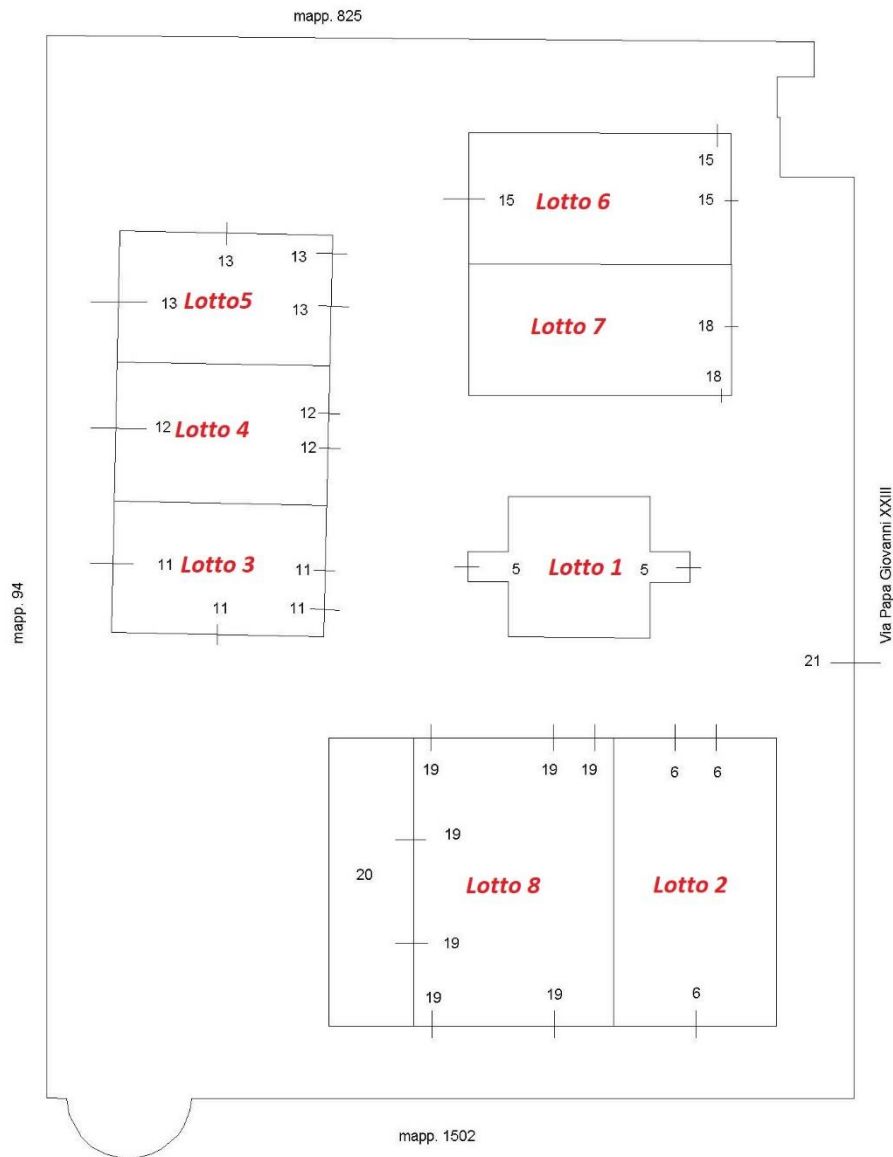 mapp. 825
15
15
Lotto 6
15
13
13
13
Lotto5
13
Lotto 7
18
18
12
12
Lotto 4
12
11
Lotto 3
11
11
11
5
Lotto 1
5
mapp. 94
Via Papa Giovanni XXIII
21
19
19
19
6
6
19
20
Lotto 8
Lotto 2
19
19
19
6
mapp. 1502